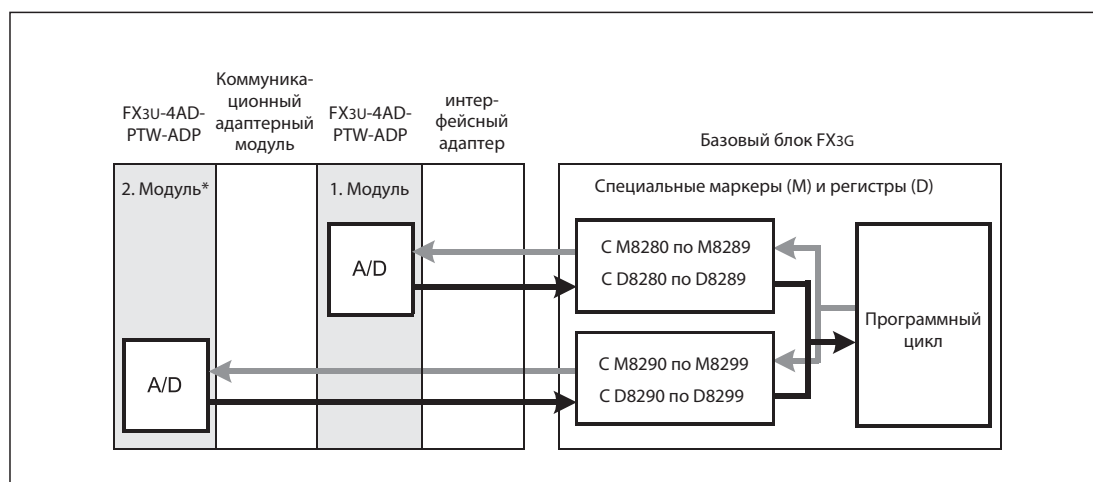 FX3U-4AD-
PTW-ADP
Коммуника-
ционный
адаптерный
модуль
FX3U-4AD-
PTW-ADP
интер-
фейсный
адаптер
Базовый блок FX3G
2. Модуль*
1. Модуль
Специальные маркеры (M) и регистры (D)
A/D
С M8280 по M8289
С D8280 по D8289
Программный
цикл
A/D
С M8290 по M8299
С D8290 по D8299